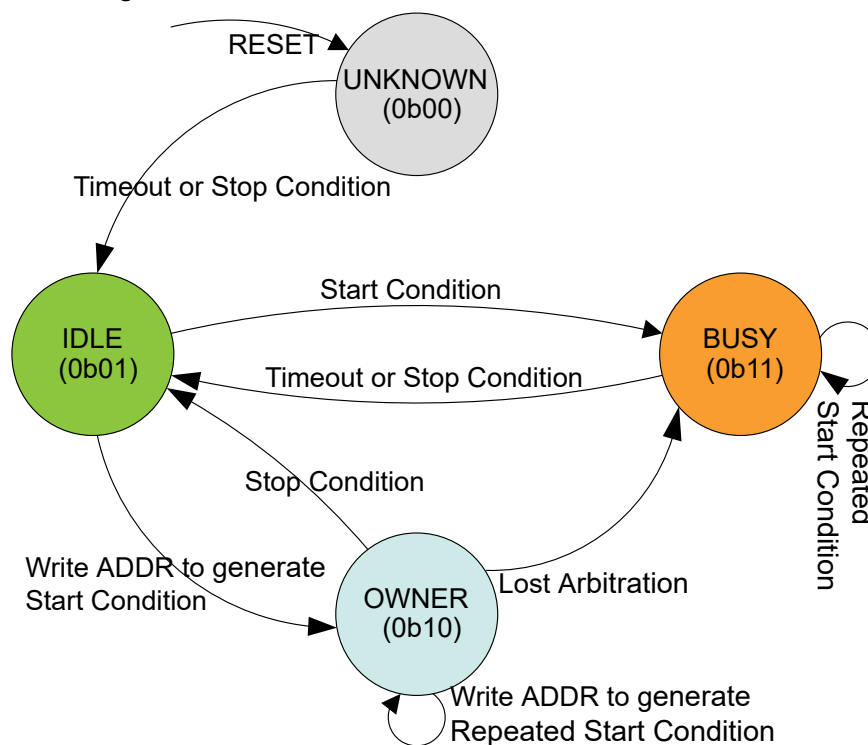 RESET
UNKNOWN
(0b00)
Timeout or Stop Condition
Start Condition
IDLE
(0b01)
BUSY
(0b11)
Timeout or Stop Condition
Repeated
Start Condition
Stop Condition
Write ADDR to generate
Start Condition
Lost Arbitration
OWNER
(0b10)
Write ADDR to generate
Repeated Start Condition